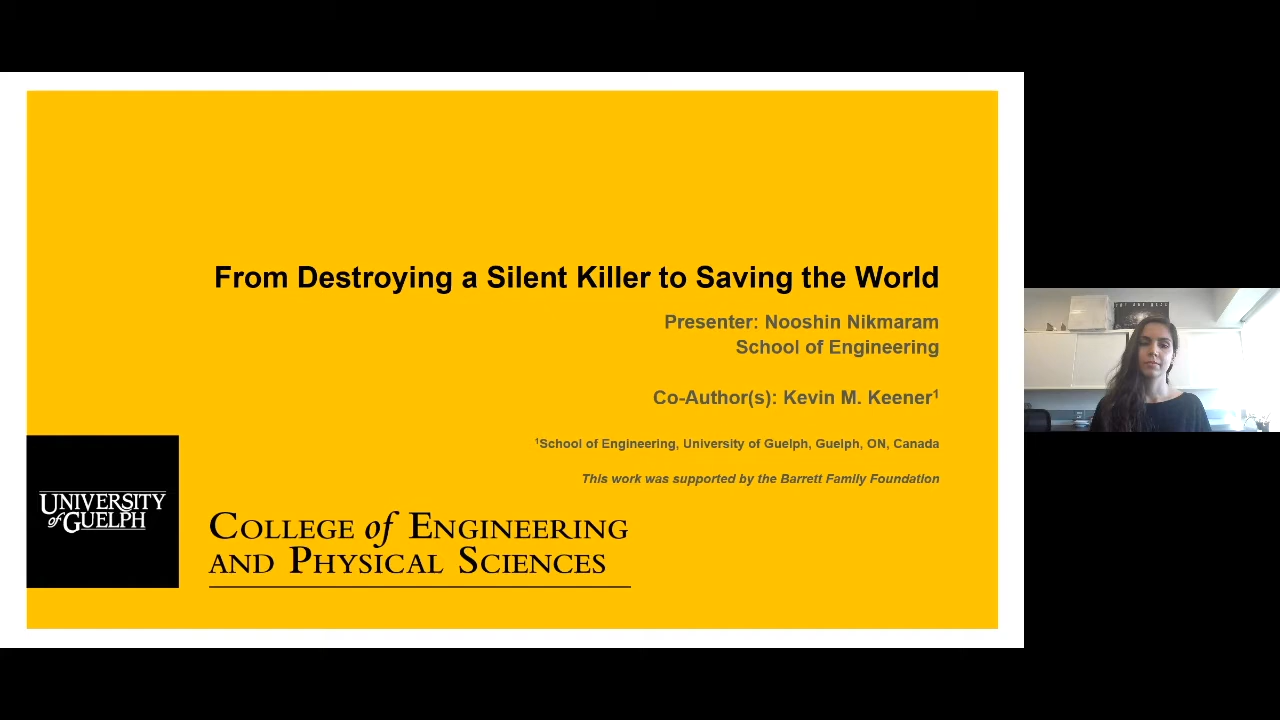 From Destroying a Silent Killer to Saving the World
Presenter: Nooshin Nikmaram
School of Engineering
Co-Author(s): Kevin M. Keener¹
¹School of Engineering, University of Guelph, Guelph, ON, Canada
This work was supported by the Barrett Family Foundation
UNIVERSITY
of GUELPH
COLLEGE of ENGINEERING
AND PHYSICAL SCIENCES